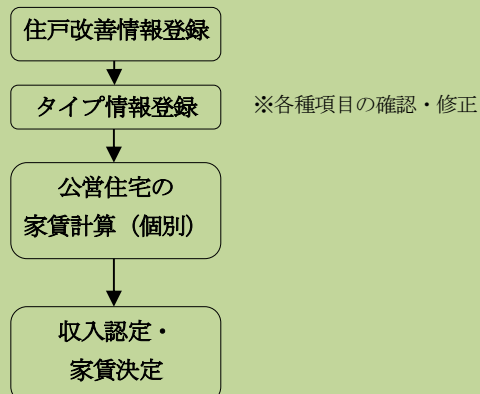 住戸改善情報登録
タイプ情報登録
※各種項目の確認・修正
公営住宅の
家賃計算（個別）
収入認定・
家賃決定